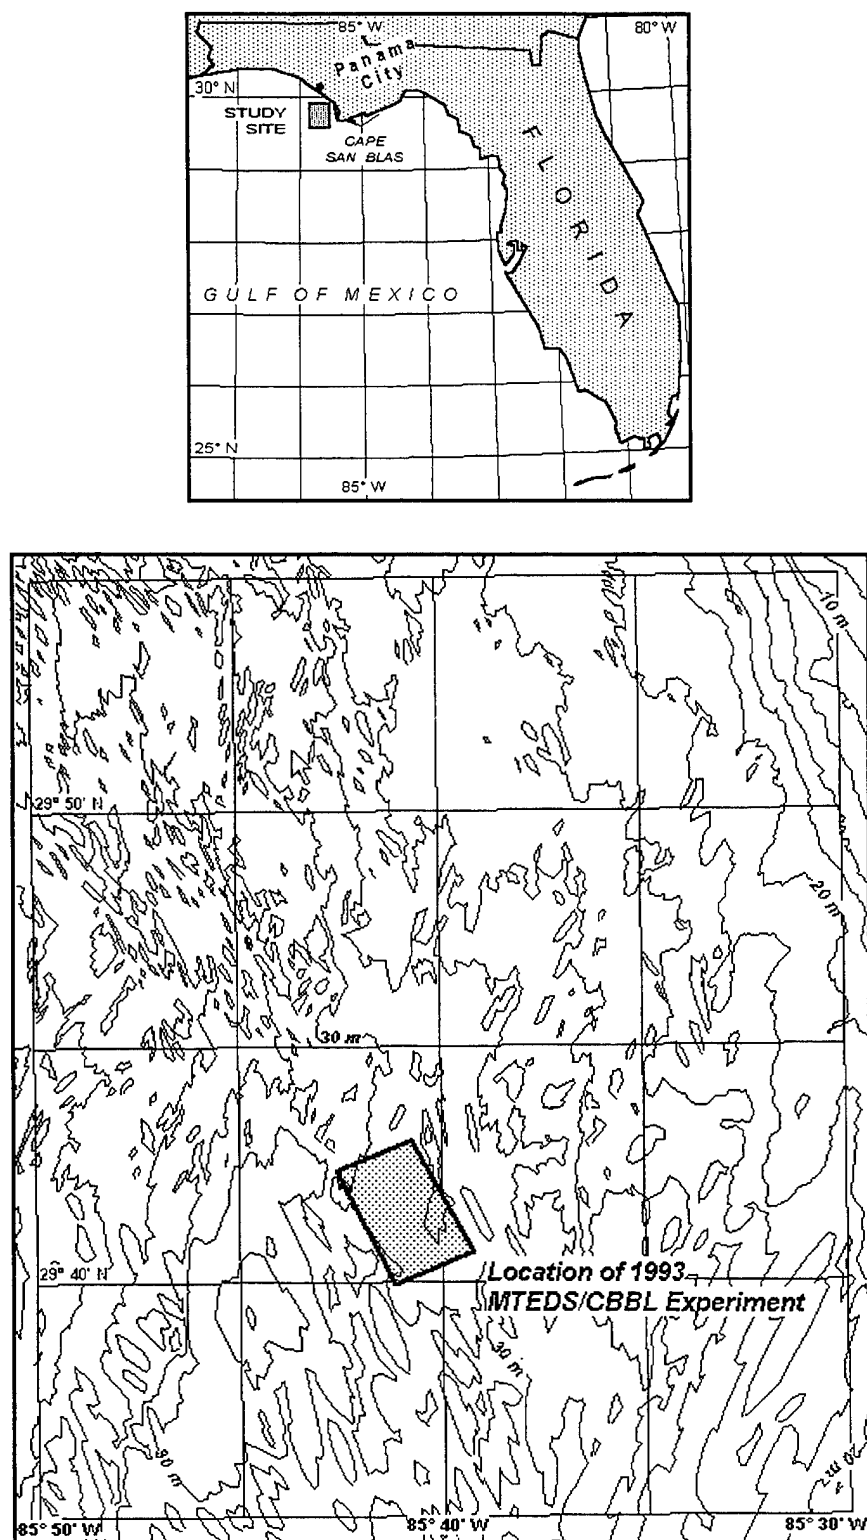 85° W
80° W
Panama
City
30° N
STUDY
SITE
CAPE
SAN BLAS
FLORIDA
GULF OF MEXICO
25° N
85° W
10 m
29° 50' N
20 m
30 m
29° 40' N
Location of 1993
MTEDS/CBBL Experiment
30 m
30 m
20 m
85° 50' W
85° 40' W
85° 30' W